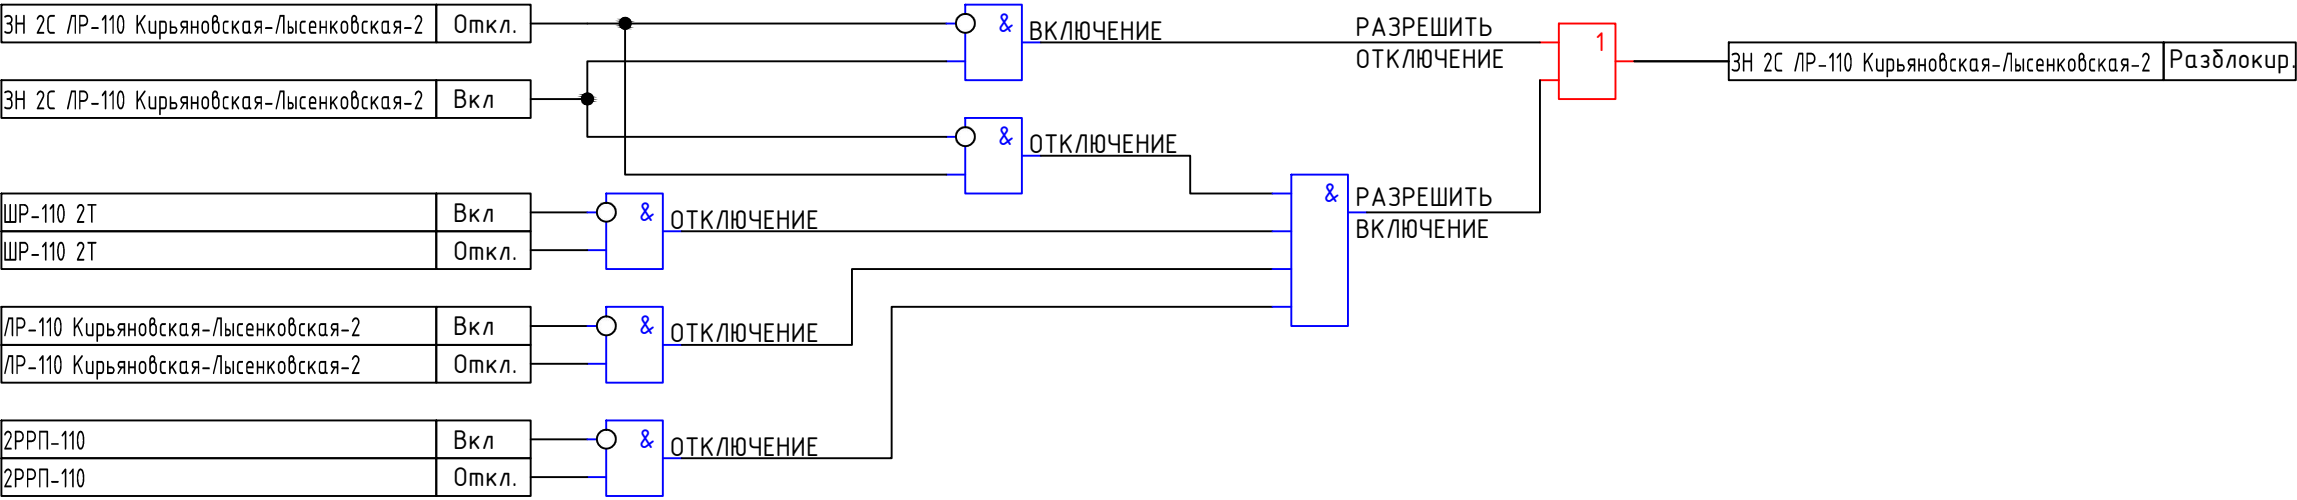 ЗН 2С ЛР-110 Кирьяновская-Лысенковская-2 Откл.
& ВКЛЮЧЕНИЕ
РАЗРЕШИТЬ
ОТКЛЮЧЕНИЕ
1
ЗН 2С ЛР-110 Кирьяновская-Лысенковская-2 Разблокир.
ЗН 2С ЛР-110 Кирьяновская-Лысенковская-2 Вкл
& ОТКЛЮЧЕНИЕ
& РАЗРЕШИТЬ
ВКЛЮЧЕНИЕ
ШР-110 2Т Вкл
& ОТКЛЮЧЕНИЕ
ШР-110 2Т Откл.
ЛР-110 Кирьяновская-Лысенковская-2 Вкл
& ОТКЛЮЧЕНИЕ
ЛР-110 Кирьяновская-Лысенковская-2 Откл.
2РРП-110 Вкл
& ОТКЛЮЧЕНИЕ
2РРП-110 Откл.